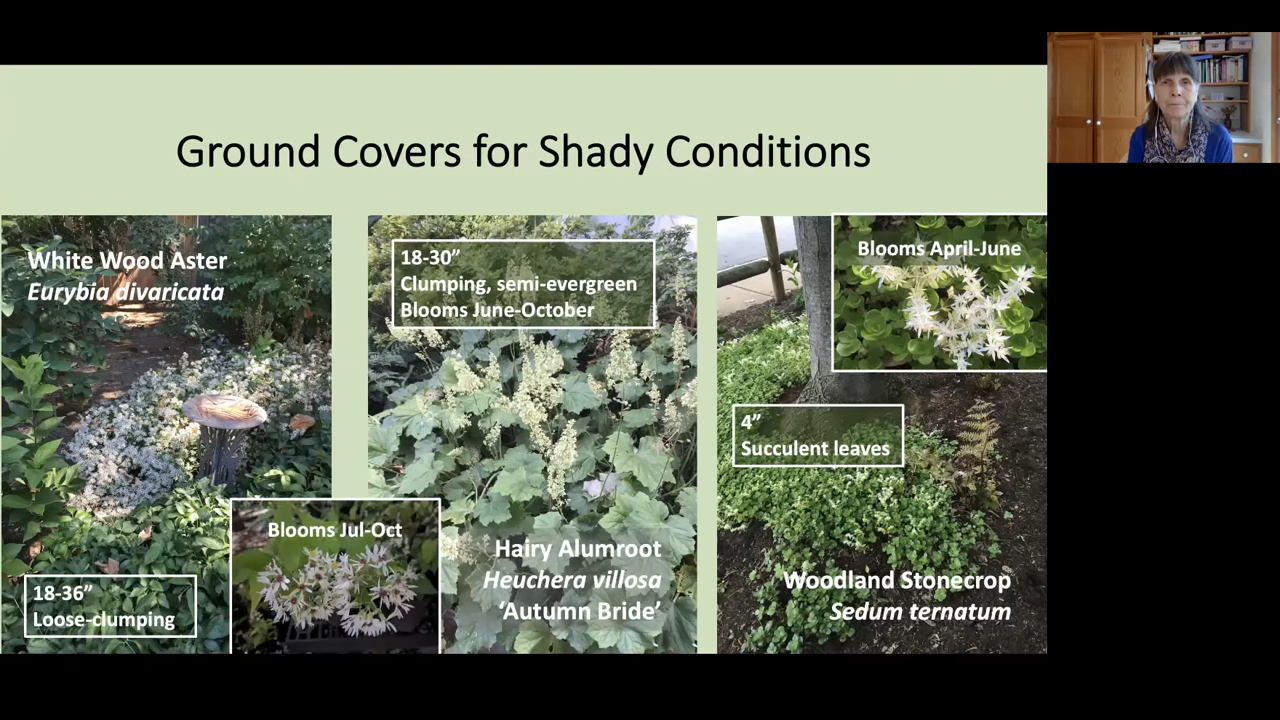 Ground Covers for Shady Conditions
White Wood Aster
Eurybia divaricata
18-36”
Loose-clumping
Blooms Jul-Oct
18-30”
Clumping, semi-evergreen
Blooms June-October
Hairy Alumroot
Heuchera villosa
‘Autumn Bride’
Blooms April-June
4”
Succulent leaves
Woodland Stonecrop
Sedum ternatum